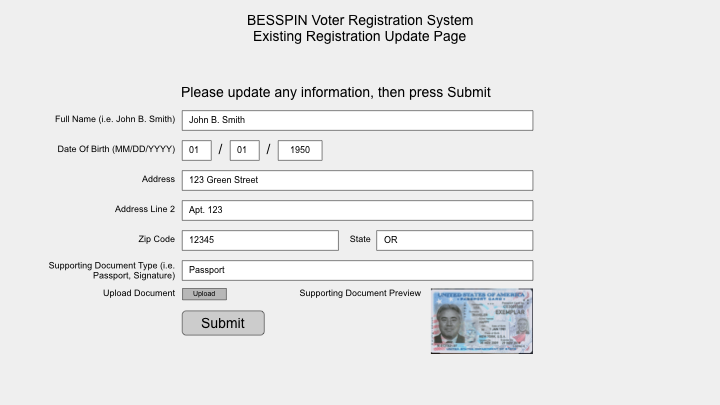 BESSPIN Voter Registration System
Existing Registration Update Page
Please update any information, then press Submit
Full Name (i.e. John B. Smith) John B. Smith
Date Of Birth (MM/DD/YYYY) 01 / 01 / 1950
Address 123 Green Street
Address Line 2 Apt. 123
Zip Code 12345 State OR
Supporting Document Type (i.e. Passport, Signature) Passport
Upload Document Upload Supporting Document Preview
UNITED STATES OF AMERICA
EXEMPLAR
Submit